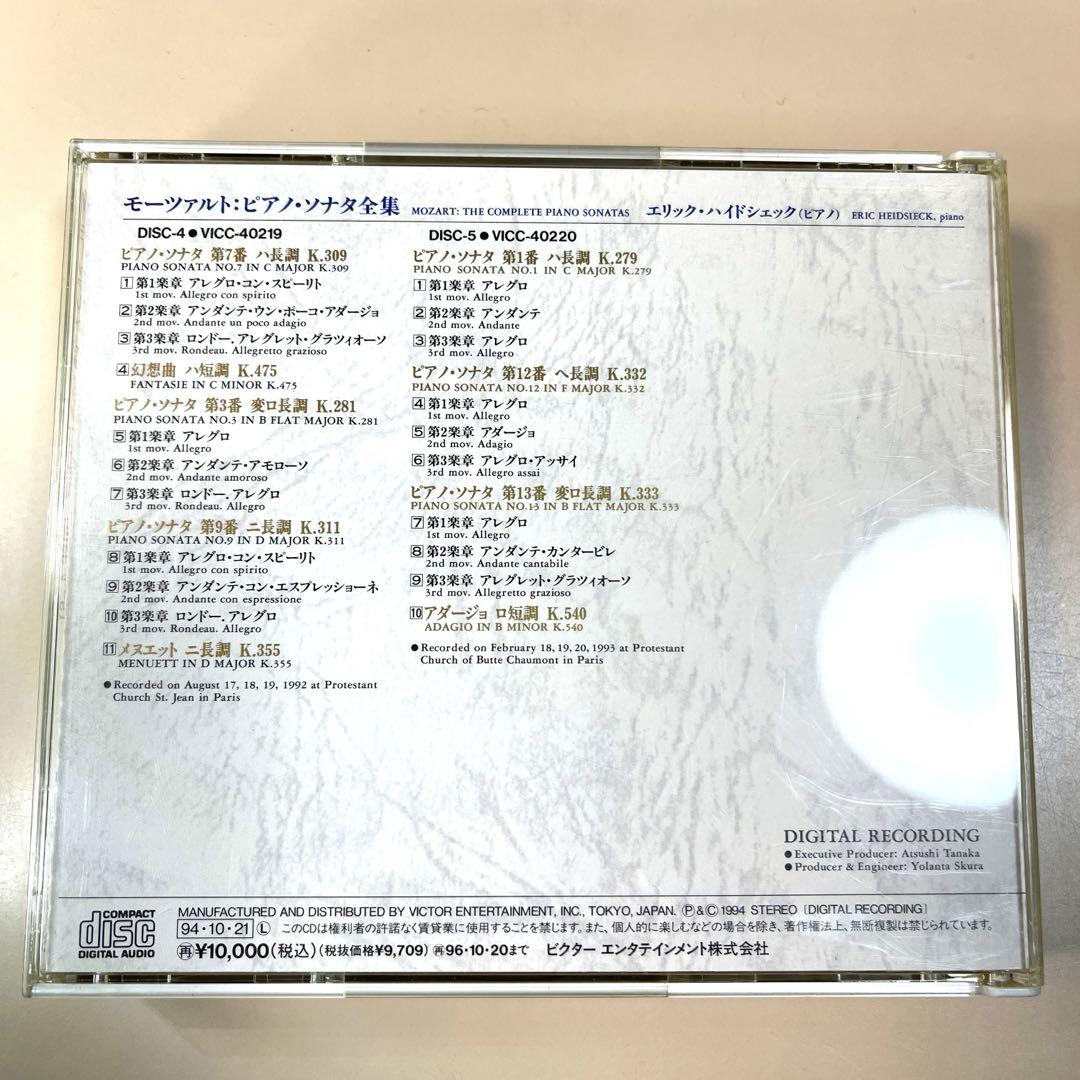 モーツァルト：ピアノ・ソナタ全集 MOZART: THE COMPLETE PIANO SONATAS エリック・ハイドシェック（ピアノ） ERIC HEIDSIECK, piano
DISC-4●VICC-40219
ピアノ・ソナタ 第7番 ハ長調 K.309
PIANO SONATA NO.7 IN C MAJOR K.309
1 第1楽章 アレグロ・コン・スピーリト
1st mov. Allegro con spirito
2 第2楽章 アンダンテ・ウン・ポーコ・アダージョ
2nd mov. Andante un poco adagio
3 第3楽章 ロンドー．アレグレット・グラツィオーソ
3rd mov. Rondeau. Allegretto grazioso
4 幻想曲 ハ短調 K.475
FANTASIE IN C MINOR K.475
ピアノ・ソナタ 第3番 変ロ長調 K.281
PIANO SONATA NO.3 IN B FLAT MAJOR K.281
5 第1楽章 アレグロ
1st mov. Allegro
6 第2楽章 アンダンテ・アモローソ
2nd mov. Andante amoroso
7 第3楽章 ロンドー．アレグロ
3rd mov. Rondeau. Allegro
ピアノ・ソナタ 第9番 ニ長調 K.311
PIANO SONATA NO.9 IN D MAJOR K.311
8 第1楽章 アレグロ・コン・スピーリト
1st mov. Allegro con spirito
9 第2楽章 アンダンテ・コン・エスプレッショーネ
2nd mov. Andante con espressione
10 第3楽章 ロンドー．アレグロ
3rd mov. Rondeau. Allegro
11 メヌエット ニ長調 K.355
MENUETT IN D MAJOR K.355
●Recorded on August 17, 18, 19, 1992 at Protestant
Church St. Jean in Paris
DISC-5●VICC-40220
ピアノ・ソナタ 第1番 ハ長調 K.279
PIANO SONATA NO.1 IN C MAJOR K.279
1 第1楽章 アレグロ
1st mov. Allegro
2 第2楽章 アンダンテ
2nd mov. Andante
3 第3楽章 アレグロ
3rd mov. Allegro
ピアノ・ソナタ 第12番 ヘ長調 K.332
PIANO SONATA NO.12 IN F MAJOR K.332
4 第1楽章 アレグロ
1st mov. Allegro
5 第2楽章 アダージョ
2nd mov. Adagio
6 第3楽章 アレグロ・アッサイ
3rd mov. Allegro assai
ピアノ・ソナタ 第13番 変ロ長調 K.333
PIANO SONATA NO.13 IN B FLAT MAJOR K.333
7 第1楽章 アレグロ
1st mov. Allegro
8 第2楽章 アンダンテ・カンタービレ
2nd mov. Andante cantabile
9 第3楽章 アレグレット・グラツィオーソ
3rd mov. Allegretto grazioso
10 アダージョ ロ短調 K.540
ADAGIO IN B MINOR K.540
●Recorded on February 18, 19, 20, 1993 at Protestant
Church of Butte Chaumont in Paris
DIGITAL RECORDING
●Executive Producer: Atsushi Tanaka
●Producer & Engineer: Yolanta Skura
COMPACT disc DIGITAL AUDIO
MANUFACTURED AND DISTRIBUTED BY VICTOR ENTERTAINMENT, INC., TOKYO, JAPAN. Ⓟ&Ⓒ1994 STEREO [DIGITAL RECORDING]
94・10・21 Ⓛ このCDは権利者の許諾なく賃貸業に使用することを禁じます。また、個人的に楽しむなどの場合を除き、著作権法上、無断複製は禁じられています。
再¥10,000(税込)(税抜価格¥9,709) 再96・10・20まで ビクター エンタテインメント株式会社